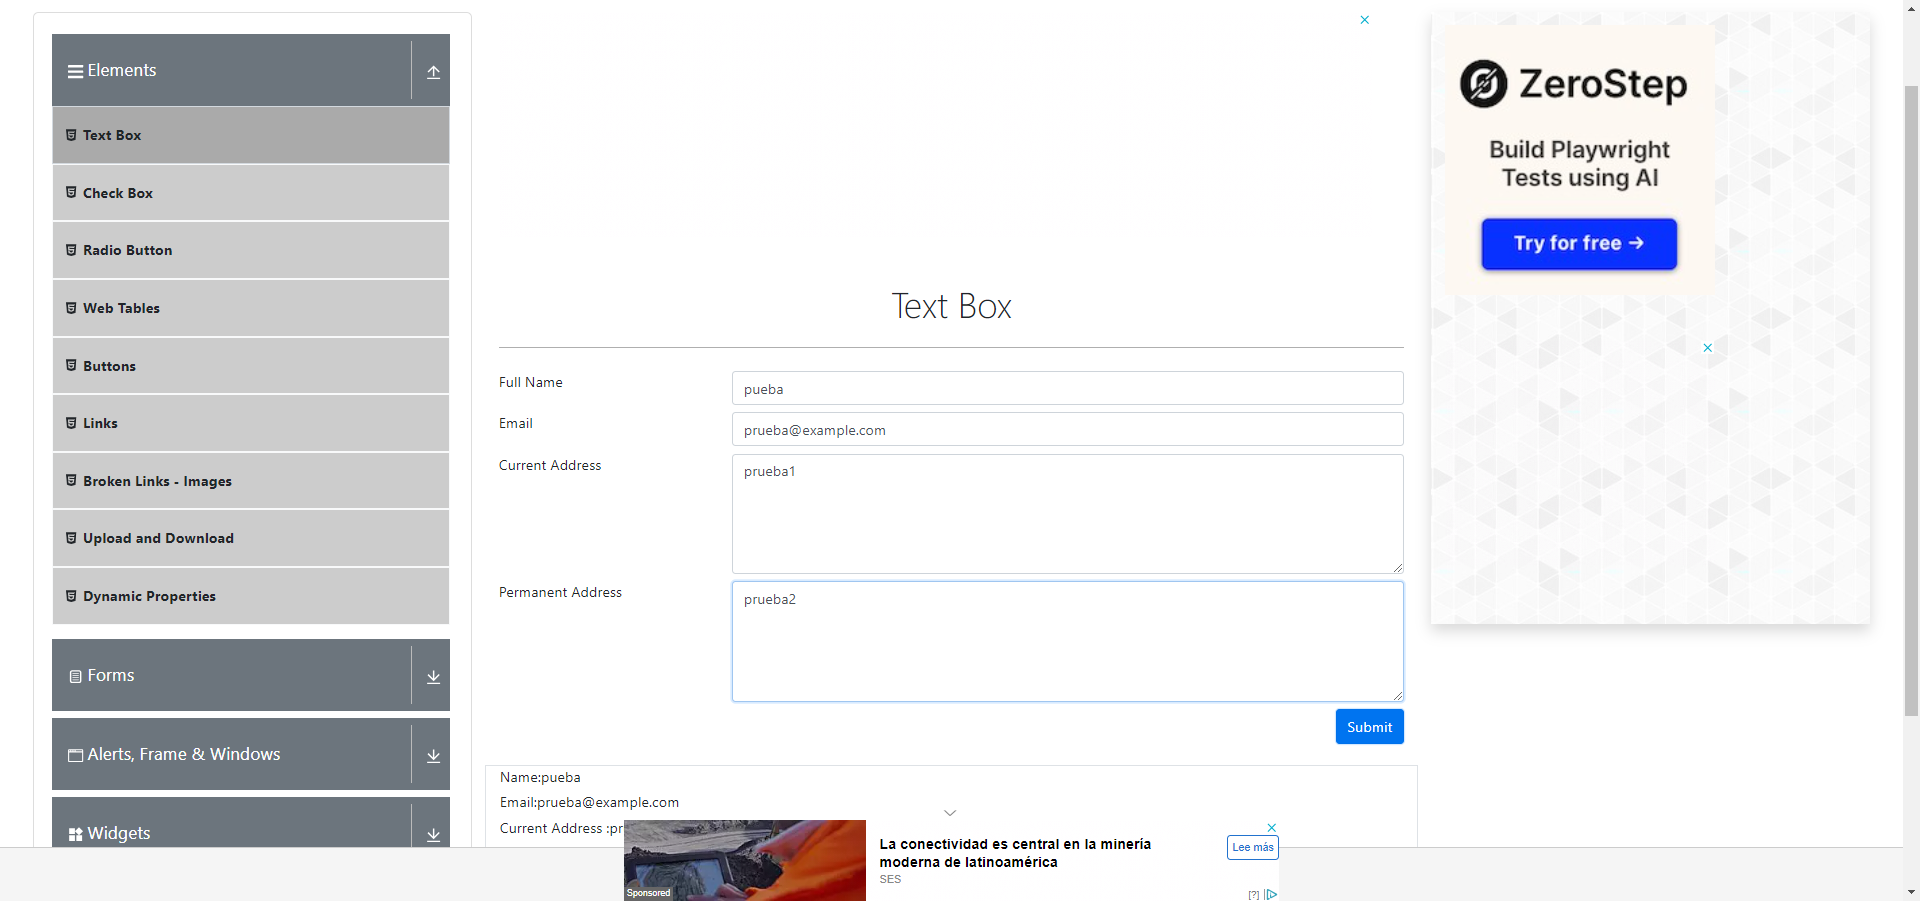 Elements
Text Box
Check Box
Radio Button
Web Tables
Buttons
Links
Broken Links - Images
Upload and Download
Dynamic Properties
Forms
Alerts, Frame & Windows
Widgets
Text Box
Full Name
pueba
Email
prueba@example.com
Current Address
prueba1
Permanent Address
prueba2
Submit
Name:pueba
Email:prueba@example.com
Current Address :pr
La conectividad es central en la minería
moderna de latinoamérica
SES
Lee más
Sponsored
[?]
ZeroStep
Build Playwright
Tests using AI
Try for free →